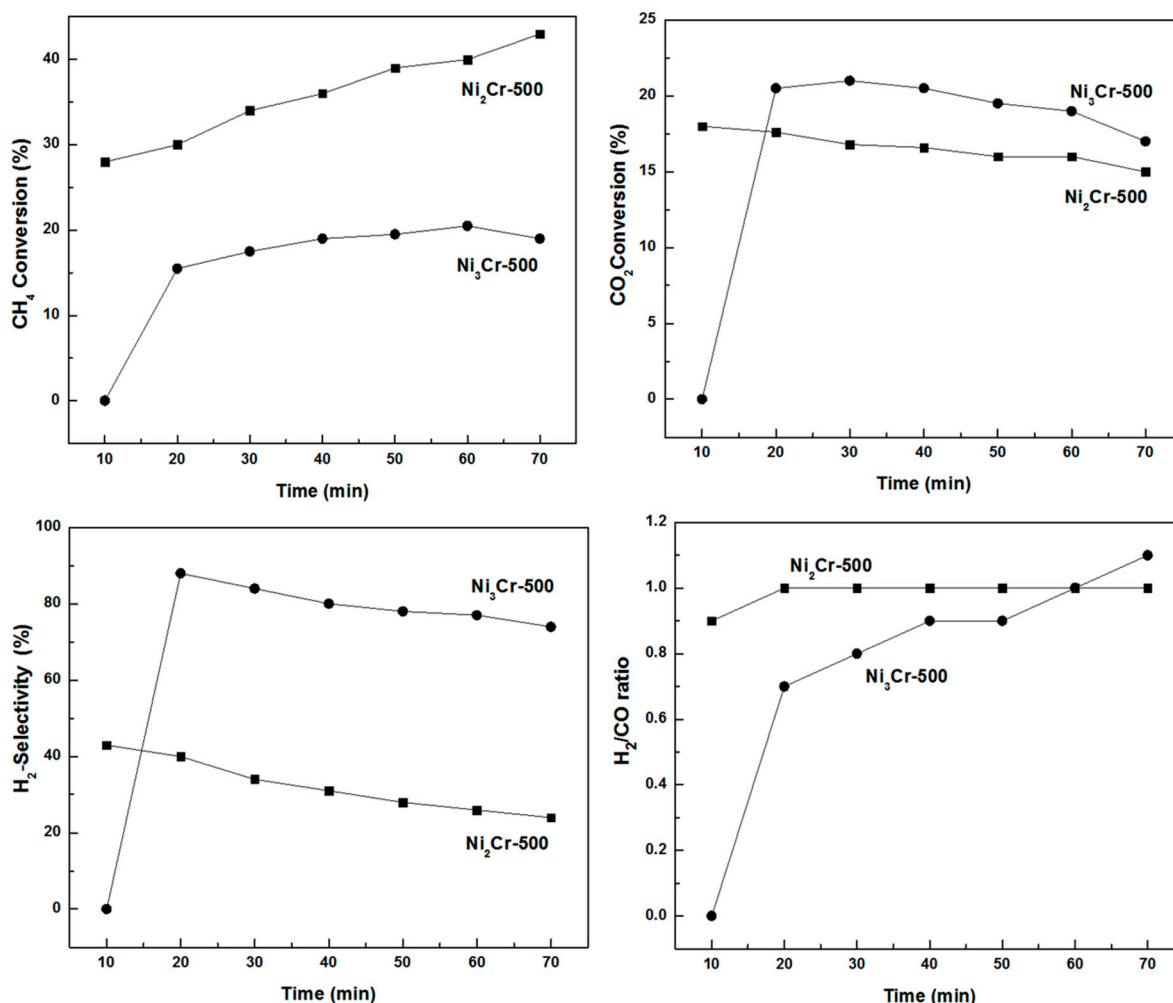 CH₄ Conversion (%)
40
30
20
10
0
Ni₂Cr-500
Ni₃Cr-500
10 20 30 40 50 60 70
Time (min)
CO₂ Conversion (%)
25
20
15
10
5
0
Ni₃Cr-500
Ni₂Cr-500
10 20 30 40 50 60 70
Time (min)
H₂-Selectivity (%)
100
80
60
40
20
0
Ni₃Cr-500
Ni₂Cr-500
10 20 30 40 50 60 70
Time (min)
H₂/CO ratio
1.2
1.0
0.8
0.6
0.4
0.2
0.0
Ni₂Cr-500
Ni₃Cr-500
10 20 30 40 50 60 70
Time (min)